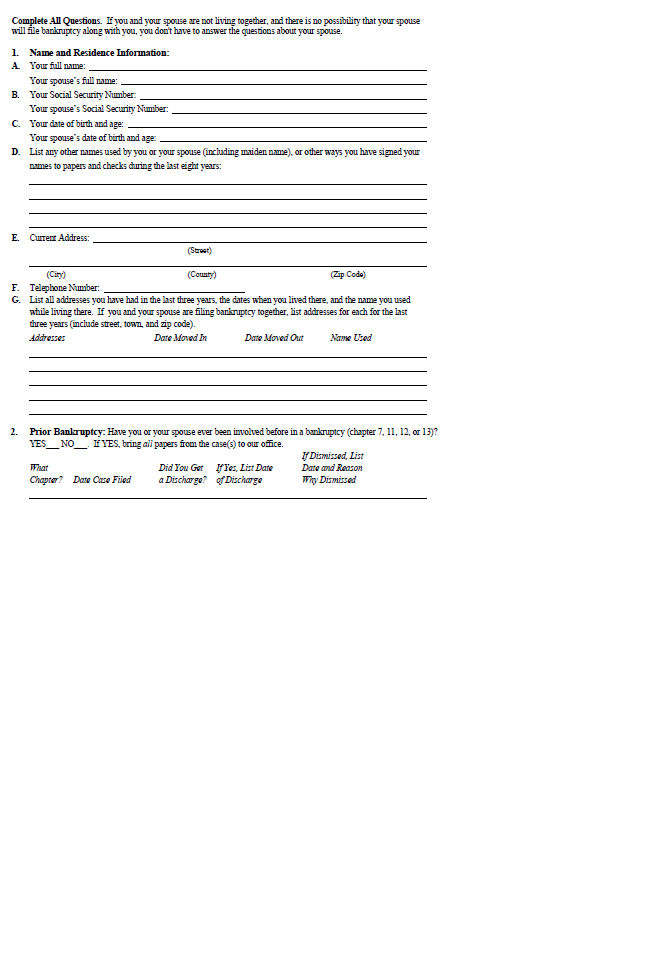 Complete All Questions. If you and your spouse are not living together, and there is no possibility that your spouse
will file bankruptcy along with you, you don't have to answer the questions about your spouse.
1. Name and Residence Information:
A. Your full name:
Your spouse's full name:
B. Your Social Security Number:
Your spouse's Social Security Number:
C. Your date of birth and age:
Your spouse's date of birth and age:
D. List any other names used by you or your spouse (including maiden name), or other ways you have signed your
names to papers and checks during the last eight years:
E. Current Address:
(Street)
(City) (County) (Zip Code)
F. Telephone Number:
G. List all addresses you have had in the last three years, the dates when you lived there, and the name you used
while living there. If you and your spouse are filing bankruptcy together, list addresses for each for the last
three years (include street, town, and zip code).
Addresses Date Moved In Date Moved Out Name Used
2. Prior Bankruptcy: Have you or your spouse ever been involved before in a bankruptcy (chapter 7, 11, 12, or 13)?
YES___ NO___. If YES, bring all papers from the case(s) to our office.
If Dismissed, List
What Did You Get If Yes, List Date Date and Reason
Chapter? Date Case Filed a Discharge? of Discharge Why Dismissed